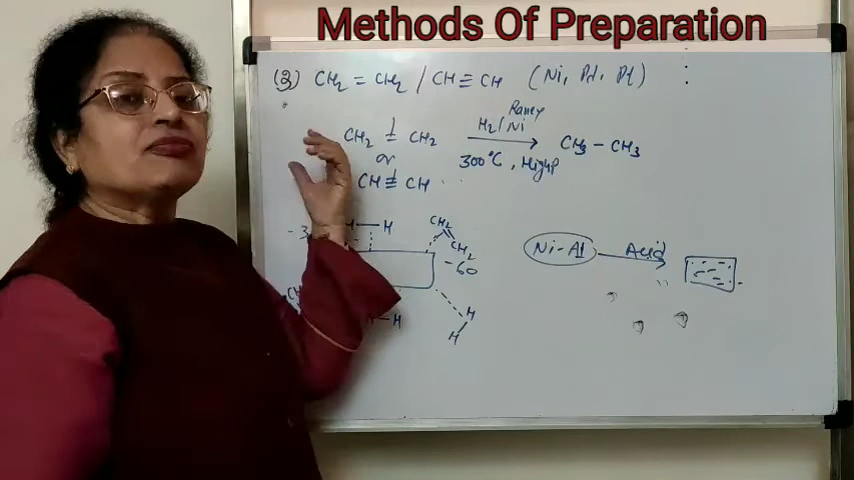 Methods Of Preparation
(3) CH₂ = CH₂ / CH ≡ CH (Ni, Pd, Pt)
Raney
CH₂ = CH₂ H₂/Ni CH₃ – CH₃
or 300°C, High P
CH ≡ CH
H–H CH₂
CH₂
Ni-Al Acid
-60
H
H
H